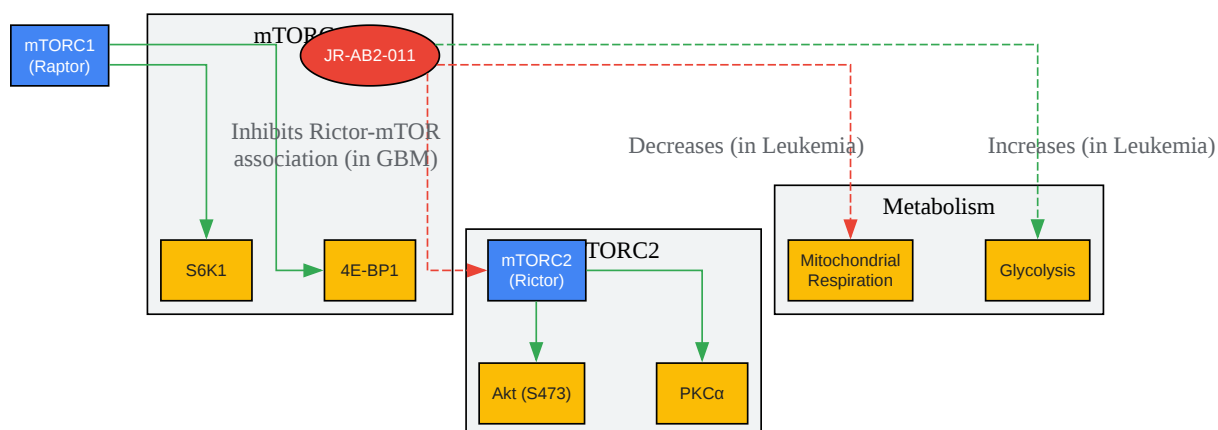 mTORC1
(Raptor)
mTORC
JR-AB2-011
Inhibits Rictor-mTOR
association (in GBM)
Decreases (in Leukemia)
Increases (in Leukemia)
S6K1
4E-BP1
mTORC2
(Rictor)
TORC2
Akt (S473)
PKCα
Metabolism
Mitochondrial
Respiration
Glycolysis